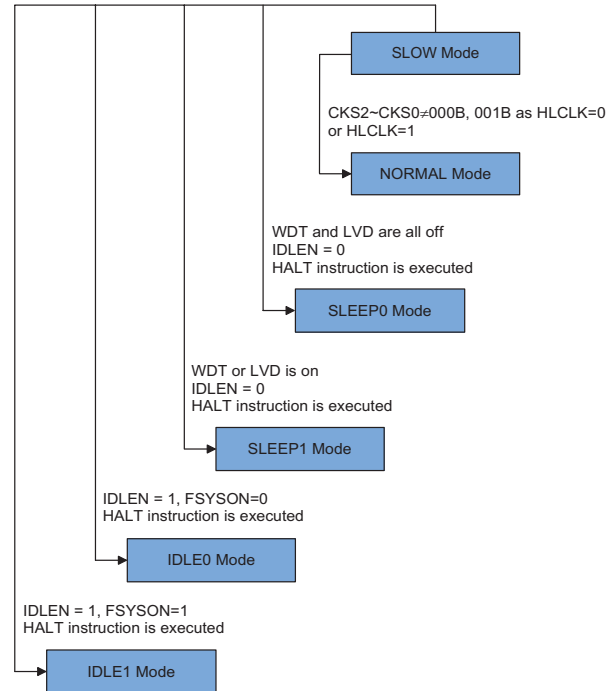 SLOW Mode
CKS2~CKS0≠000B, 001B as HLCLK=0
or HLCLK=1
NORMAL Mode
WDT and LVD are all off
IDLEN = 0
HALT instruction is executed
SLEEP0 Mode
WDT or LVD is on
IDLEN = 0
HALT instruction is executed
SLEEP1 Mode
IDLEN = 1, FSYSON=0
HALT instruction is executed
IDLE0 Mode
IDLEN = 1, FSYSON=1
HALT instruction is executed
IDLE1 Mode